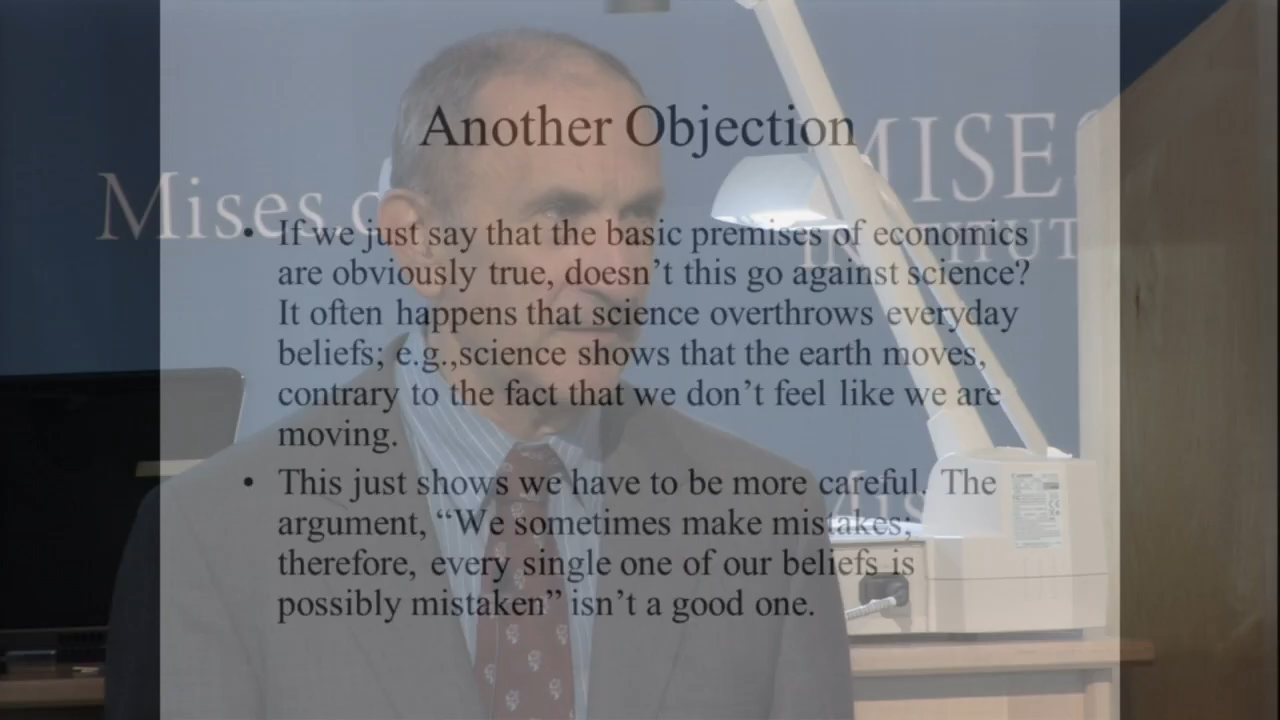 Another Objection
Mises.
MISES
INSTITUT
• If we just say that the basic premises of economics
are obviously true, doesn't this go against science?
It often happens that science overthrows everyday
beliefs; e.g.,science shows that the earth moves,
contrary to the fact that we don't feel like we are
moving.
• This just shows we have to be more careful. The
argument, “We sometimes make mistakes;
therefore, every single one of our beliefs is
possibly mistaken” isn't a good one.